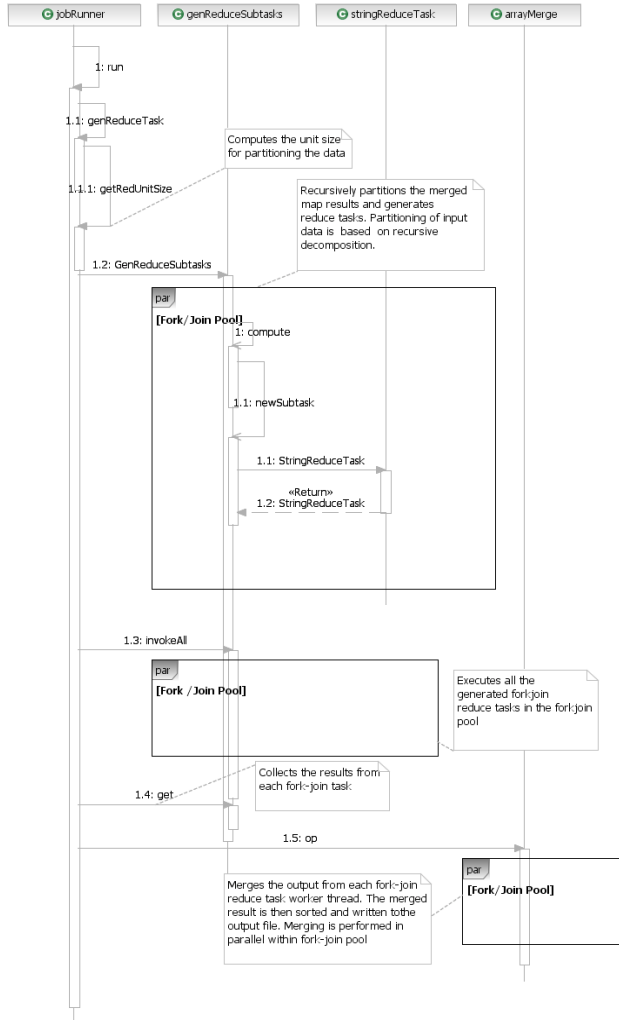 C jobRunner
C genReduceSubtasks
C stringReduceTask
C arrayMerge
1: run
1.1: genReduceTask
Computes the unit size
for partitioning the data
1.1.1: getRedUnitSize
Recursively partitions the merged
map results and generates
reduce tasks. Partitioning of input
data is based on recursive
decomposition.
1.2: GenReduceSubtasks
par
[Fork/Join Pool]
1: compute
1.1: newSubtask
1.1: StringReduceTask
«Return»
1.2: StringReduceTask
1.3: invokeAll
par
[Fork /Join Pool]
Executes all the
generated forkjoin
reduce tasks in the forkjoin
pool
Collects the results from
each fork-join task
1.4: get
1.5: op
par
[Fork/Join Pool]
Merges the output from each fork-join
reduce task worker thread. The merged
result is then sorted and written tothe
output file. Merging is performed in
parallel within fork-join pool